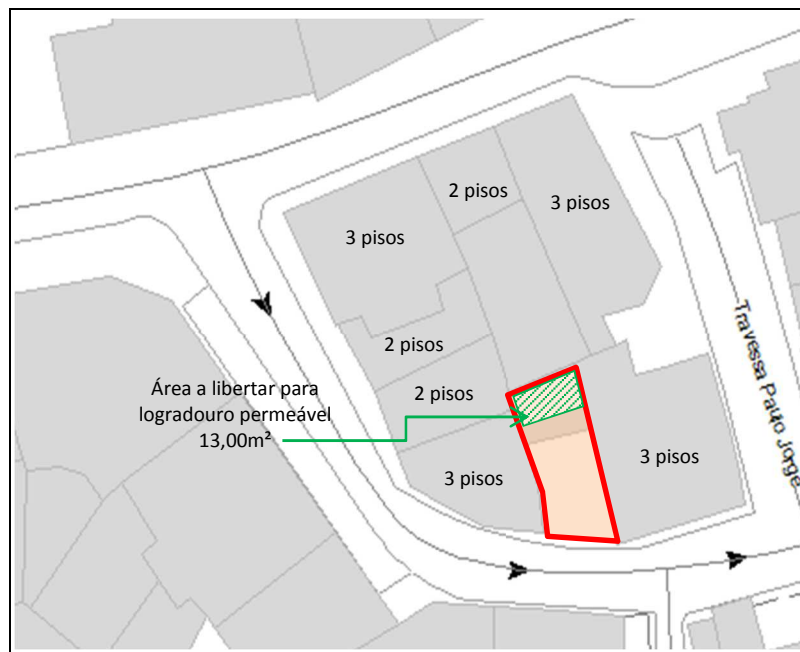 2 pisos
3 pisos
3 pisos
2 pisos
Área a libertar para
logradouro permeável
13,00m²
2 pisos
3 pisos
3 pisos
Travessa Paulo Jorge